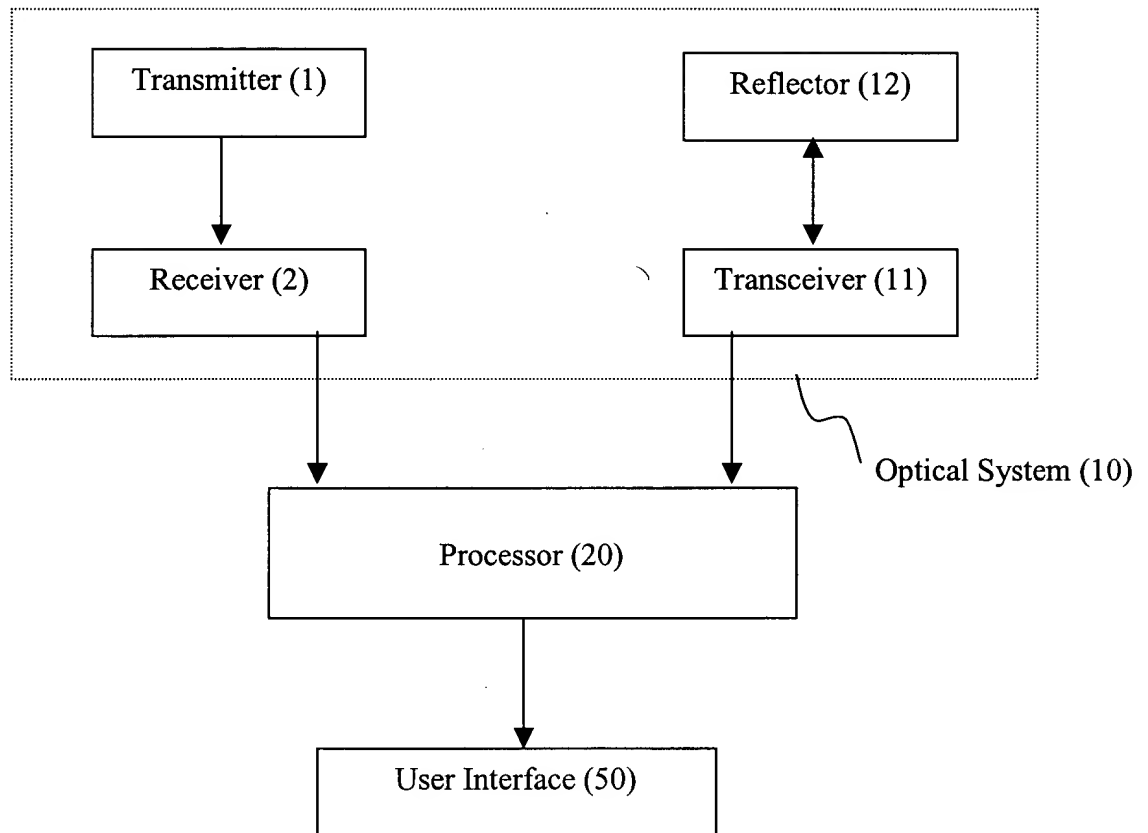 Transmitter (1)
Reflector (12)
Receiver (2)
Transceiver (11)
Optical System (10)
Processor (20)
User Interface (50)